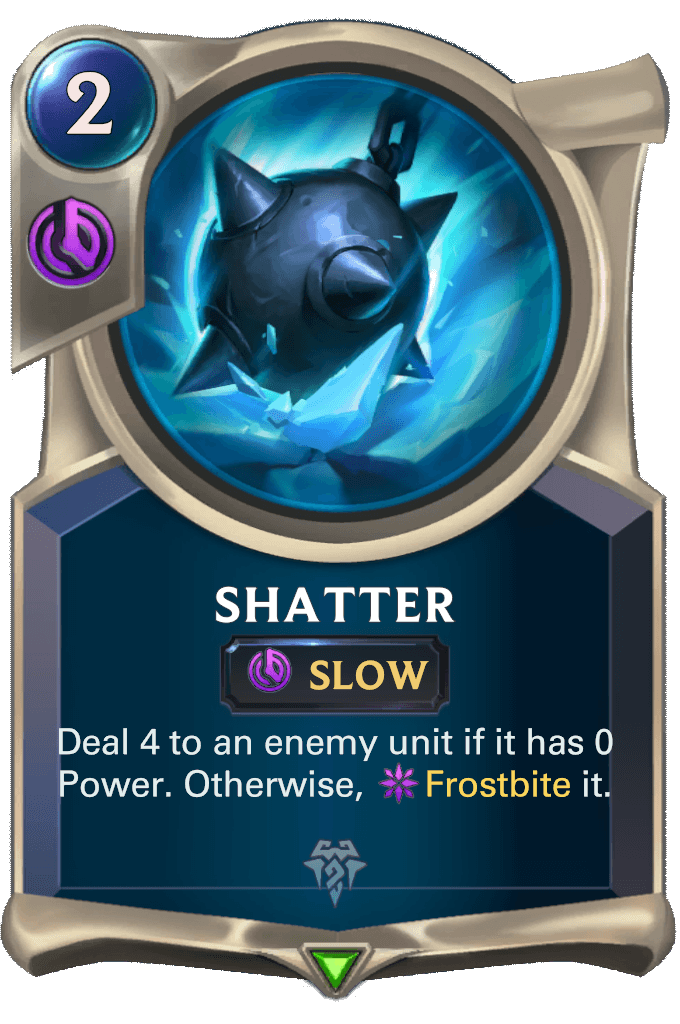 2
SHATTER
SLOW
Deal 4 to an enemy unit if it has 0
Power. Otherwise, Frostbite it.